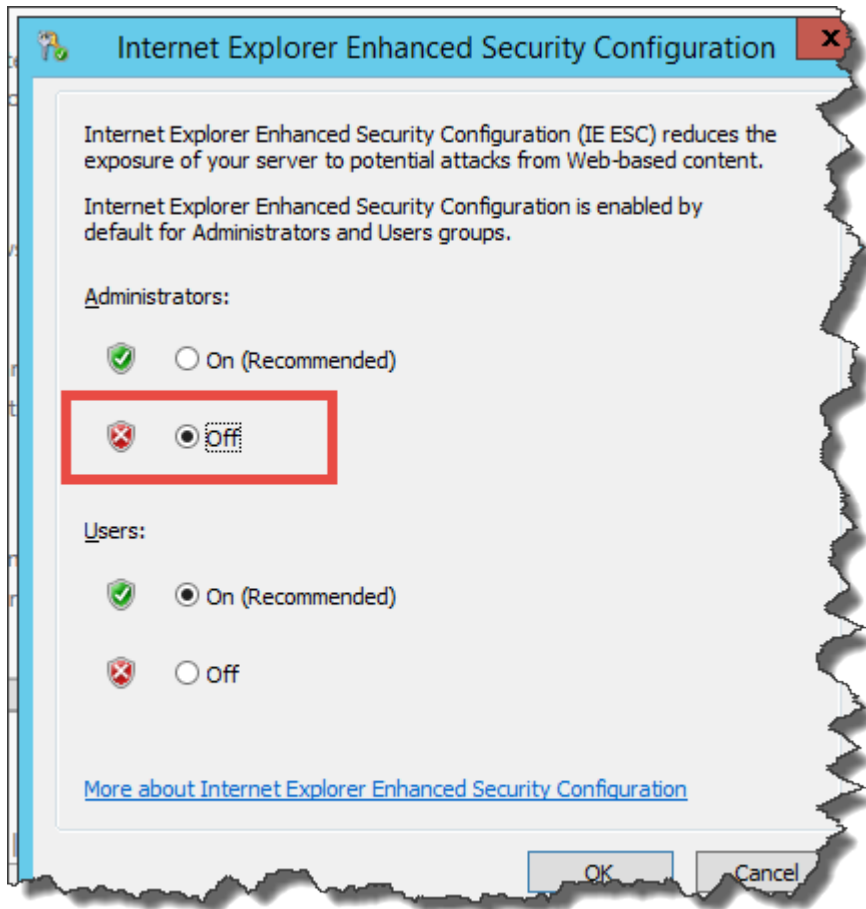 Internet Explorer Enhanced Security Configuration
Internet Explorer Enhanced Security Configuration (IE ESC) reduces the
exposure of your server to potential attacks from Web-based content.
Internet Explorer Enhanced Security Configuration is enabled by
default for Administrators and Users groups.
Administrators:
On (Recommended)
Off
Users:
On (Recommended)
Off
More about Internet Explorer Enhanced Security Configuration
OK Cancel